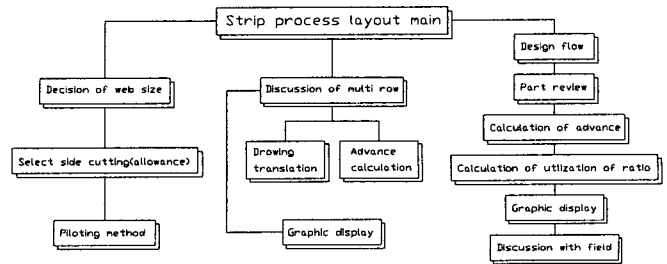 Strip process layout main
Design flow
Decision of web size
Discussion of multi row
Part review
Calculation of advance
Drowing
translation
Advance
calculation
Select side cutting(allowance)
Calculation of utlization of ratio
Graphic display
Piloting method
Graphic display
Discussion with field